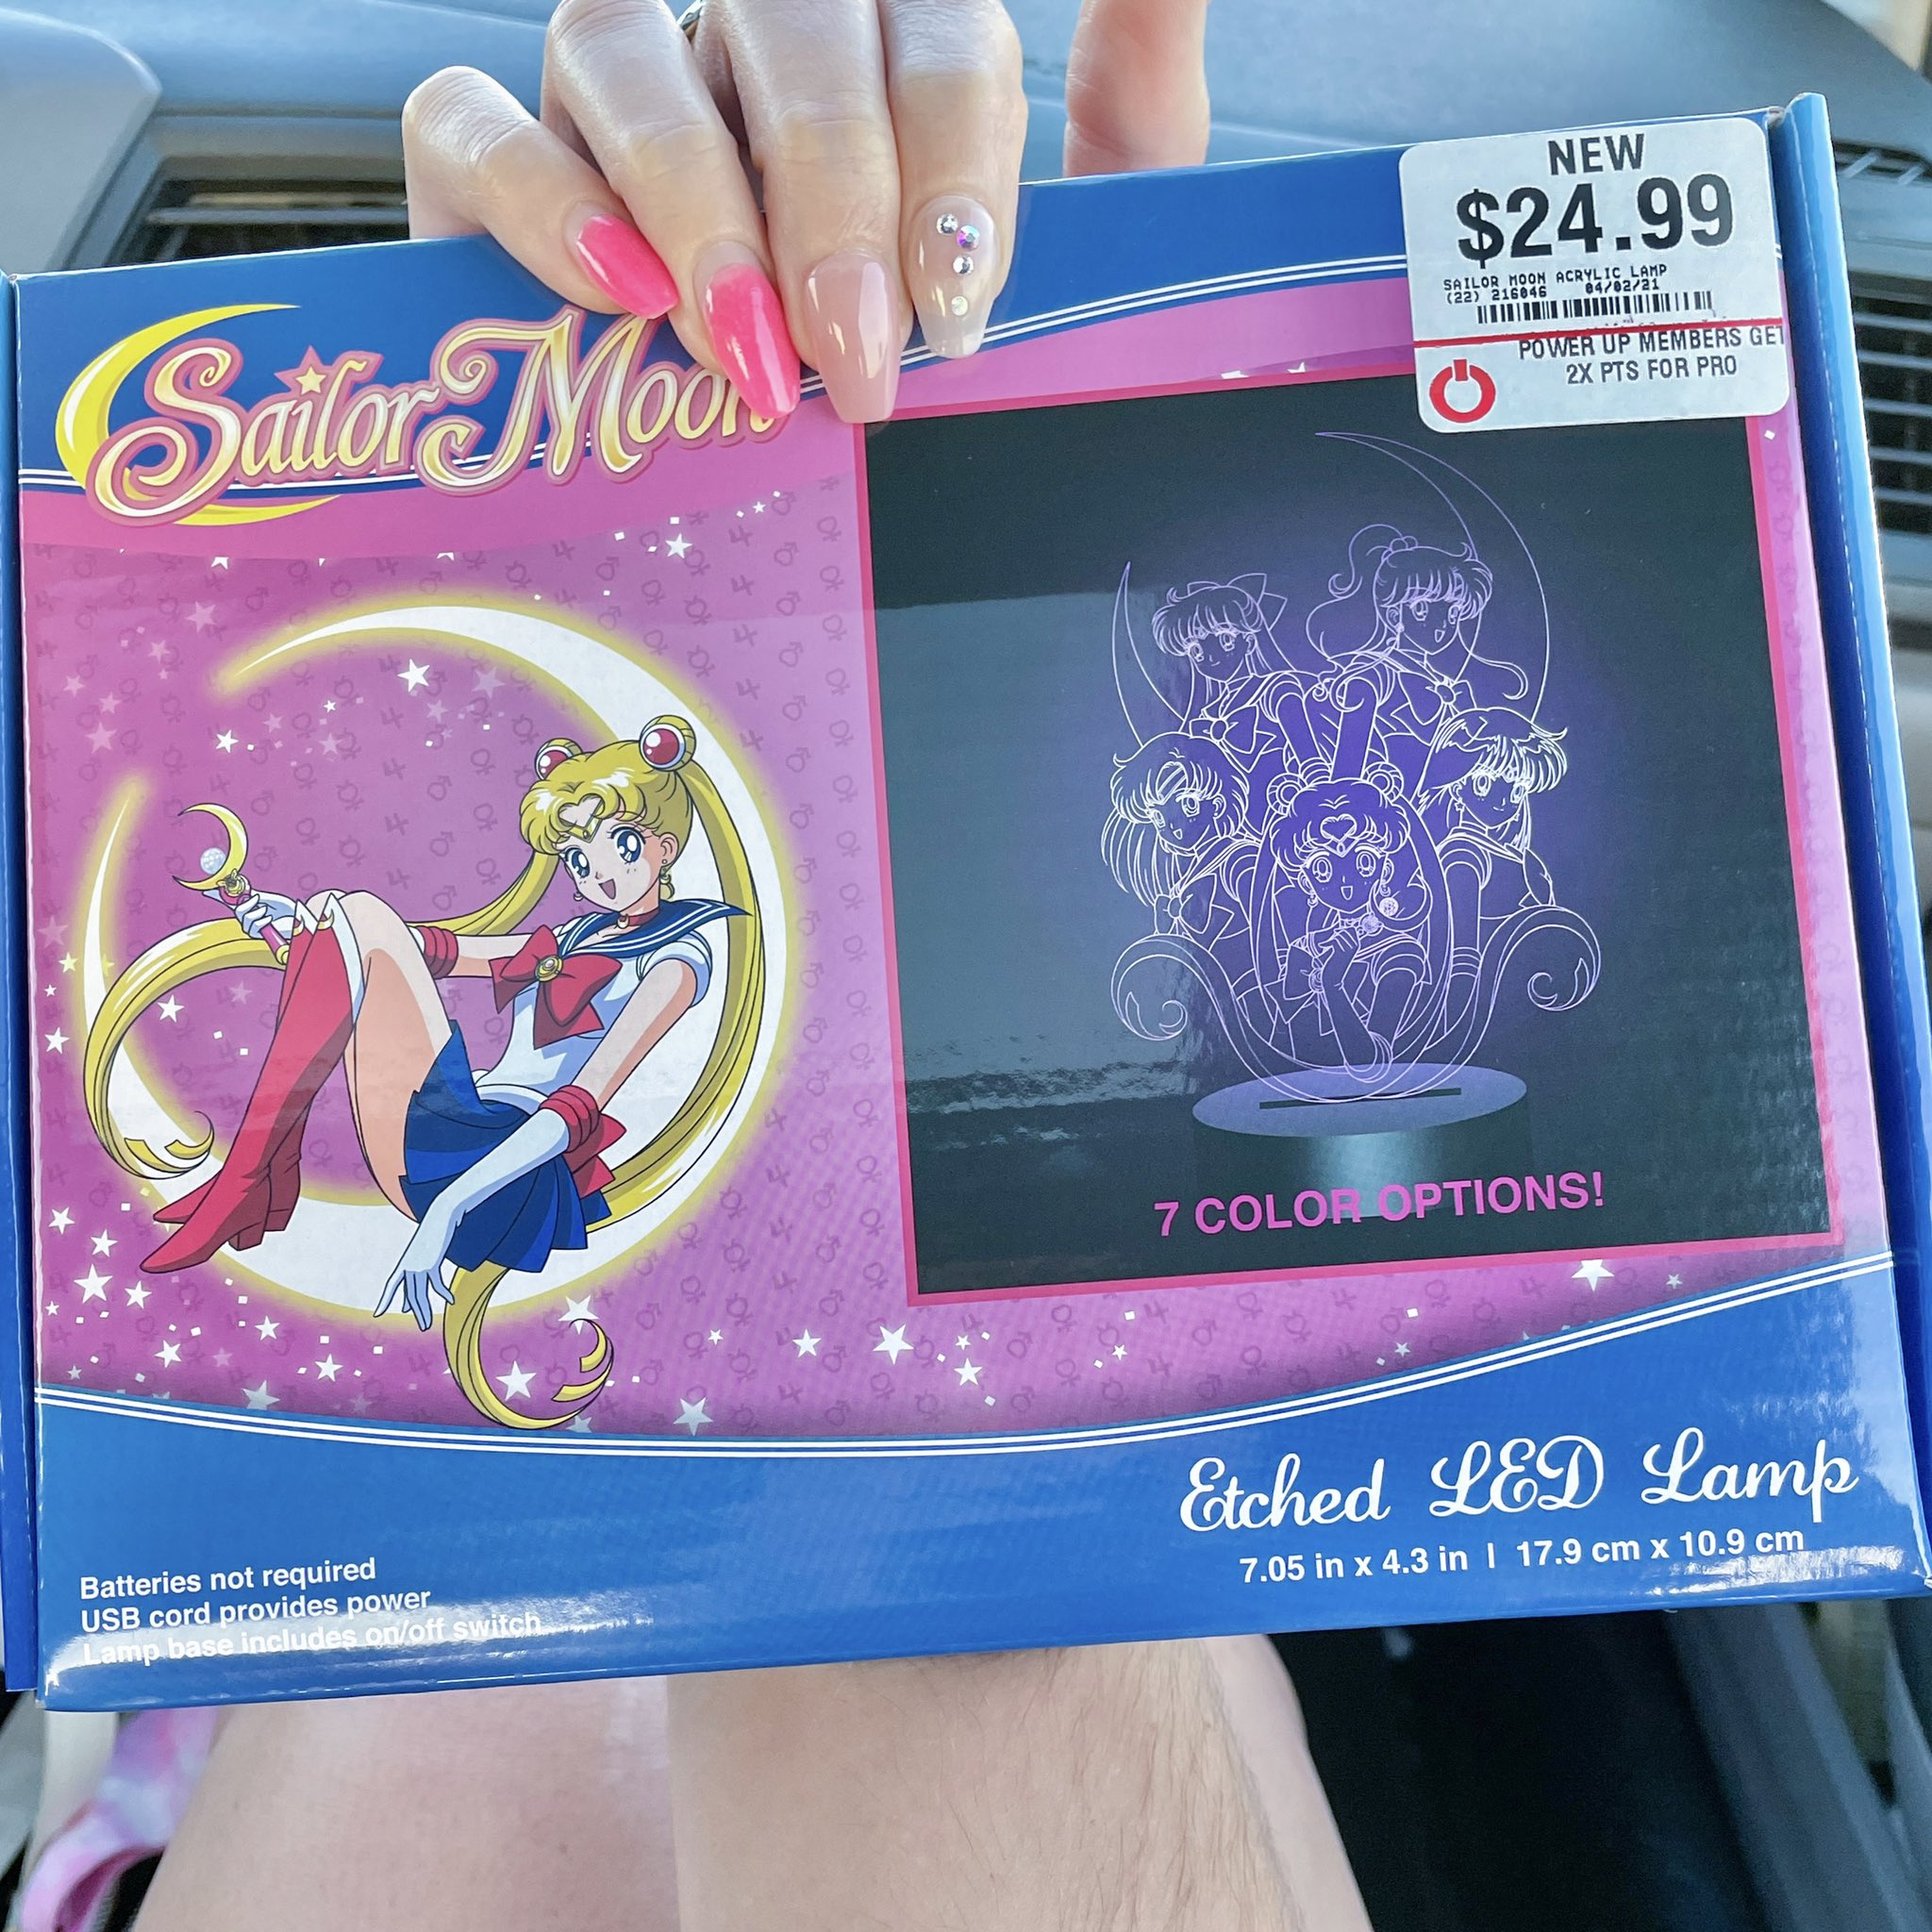 NEW
$24.99
SAILOR MOON ACRYLIC LAMP
(22) 216046 04/02/21
POWER UP MEMBERS GET
2X PTS FOR PRO
Sailor Moon
7 COLOR OPTIONS!
Etched LED Lamp
7.05 in x 4.3 in | 17.9 cm x 10.9 cm
Batteries not required
USB cord provides power
Lamp base includes on/off switch